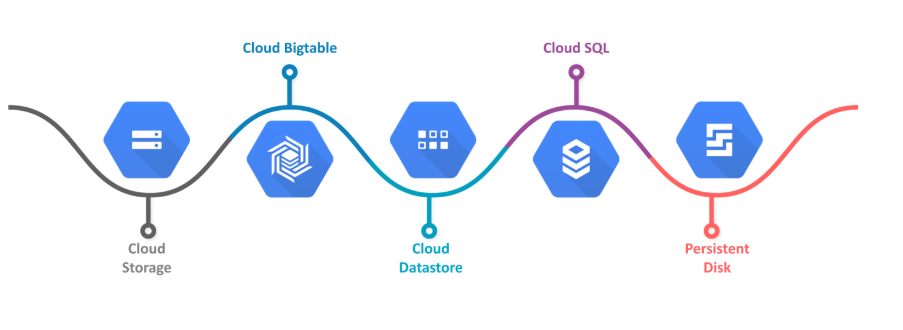 Cloud Bigtable
Cloud SQL
Cloud
Storage
Cloud
Datastore
Persistent
Disk